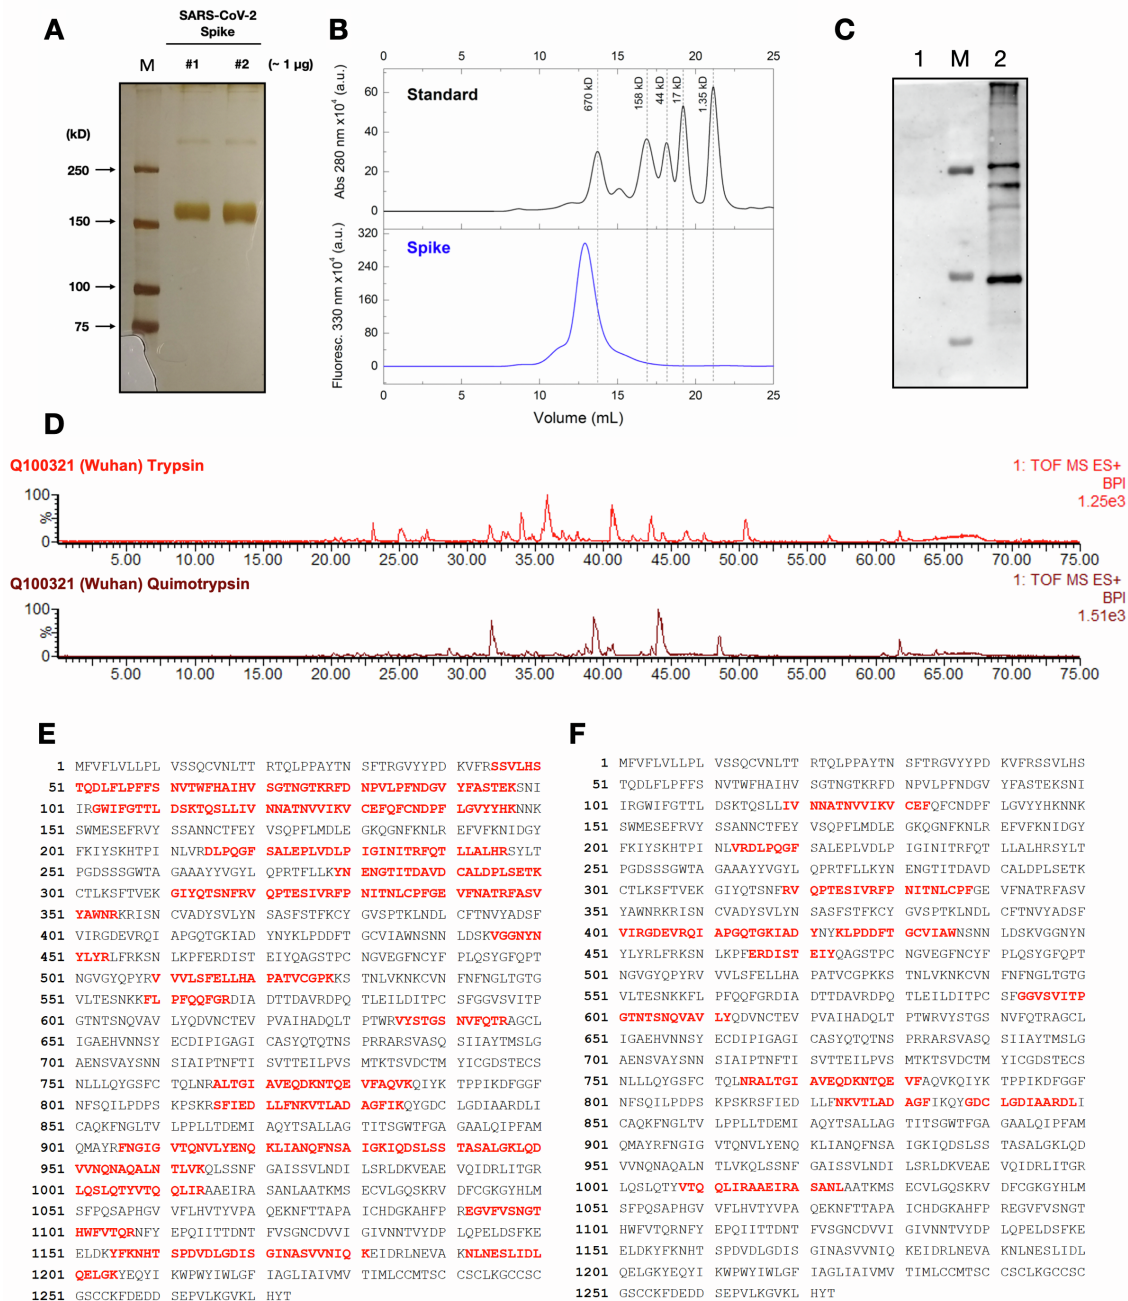 A
SARS-CoV-2
Spike
M #1 #2 (~ 1 µg)
(kD)
250
150
100
75
B
0 5 10 15 20 25
Standard
670 kD
158 kD
44 kD
17 kD
1.35 kD
60
40
20
0
Abs 280 nm x10⁴ (a.u.)
Spike
320
240
160
80
0
Fluoresc. 330 nm x10⁴ (a.u.)
0 5 10 15 20 25
Volume (mL)
C
1 M 2
D
Q100321 (Wuhan) Trypsin
1: TOF MS ES+
BPI
1.25e3
100
%
0
5.00 10.00 15.00 20.00 25.00 30.00 35.00 40.00 45.00 50.00 55.00 60.00 65.00 70.00 75.00
Q100321 (Wuhan) Quimotrypsin
1: TOF MS ES+
BPI
1.51e3
100
%
0
5.00 10.00 15.00 20.00 25.00 30.00 35.00 40.00 45.00 50.00 55.00 60.00 65.00 70.00 75.00
E
1 MFVFLVLLPL VSSQCVNLTT RTQLPPAYTN SFTRGVYYPD KVFRSSVLHS
51 TQDLFLPFFS NVTWFHAIHV SGTNGTKRFD NPVLPFNDGV YFASTEKSNI
101 IRGWIFGTTL DSKTQSLLIV NNATNVVIKV CEFQFCNDPF LGVYYHKNNK
151 SWMESEFRVY SSANNCTFEY VSQPFLMDLE GKQGNFKNLR EFVFKNIDGY
201 FKIYSKHTPI NLVRDLPQGF SALEPLVDLP IGINITRFQT LLALHRSYLT
251 PGDSSSGWTA GAAAYYVGYL QPRTFLLKYN ENGTITDAVD CALDPLSETK
301 CTLKSFTVEK GIYQTSNFRV QPTESIVRFP NITNLCPFGE VFNATRFASV
351 YAWNRKRISN CVADYSVLYN SASFSTFKCY GVSPTKLNDL CFTNVYADSF
401 VIRGDEVRQI APGQTGKIAD YNYKLPDDFT GCVIAWNSNN LDSKVGGNYN
451 YLYRLFRKSN LKPFERDIST EIYQAGSTPC NGVEGFNCYF PLQSYGFQPT
501 NGVGYQPYRV VVLSFELLHA PATVCGPKKS TNLVKNKCVN FNFNGLTGTG
551 VLTESNKKFL PFQQFGRDIA DTTDAVRDPQ TLEILDITPC SFGGVSVITP
601 GTNTSNQVAV LYQDVNCTEV PVAIHADQLT PTWRVYSTGS NVFQTRAGCL
651 IGAEHVNNSY ECDIPIGAGI CASYQTQTNS PRRARSVASQ SIIAYTMSLG
701 AENSVAYSNN SIAIPTNFTI SVTTEILPVS MTKTSVDCTM YICGDSTECS
751 NLLLQYGSFC TQLNRALTGI AVEQDKNTQE VFAQVKQIYK TPPIKDFGGF
801 NFSQILPDPS KPSKRSFIED LLFNKVTLAD AGFIKQYGDC LGDIAARDLI
851 CAQKFNGLTV LPPLLTDEMI AQYTSALLAG TITSGWTFGA GAALQIPFAM
901 QMAYRFNGIG VTQNVLYENQ KLIANQFNSA IGKIQDSLSS TASALGKLQD
951 VVNQNAQALN TLVKQLSSNF GAISSVLNDI LSRLDKVEAE VQIDRLITGR
1001 LQSLQTYVTQ QLIRAAEIRA SANLAATKMS ECVLGQSKRV DFCGKGYHLM
1051 SFPQSAPHGV VFLHVTYVPA QEKNFTTAPA ICHDGKAHFP REGVFVSNGT
1101 HWFVTQRNFY EPQIITTDNT FVSGNCDVVI GIVNNTVYDP LQPELDSFKE
1151 ELDKYFKNHT SPDVDLGDIS GINASVVNIQ KEIDRLNEVA KNLNESLIDL
1201 QELGKYEQYI KWPWYIWLGF IAGLIAIVMV TIMLCCMTSC CSCLKGCCSC
1251 GSCCKFDEDD SEPVLKGVKL HYT
F
1 MFVFLVLLPL VSSQCVNLTT RTQLPPAYTN SFTRGVYYPD KVFRSSVLHS
51 TQDLFLPFFS NVTWFHAIHV SGTNGTKRFD NPVLPFNDGV YFASTEKSNI
101 IRGWIFGTTL DSKTQSLLIV NNATNVVIKV CEFQFCNDPF LGVYYHKNNK
151 SWMESEFRVY SSANNCTFEY VSQPFLMDLE GKQGNFKNLR EFVFKNIDGY
201 FKIYSKHTPI NLVRDLPQGF SALEPLVDLP IGINITRFQT LLALHRSYLT
251 PGDSSSGWTA GAAAYYVGYL QPRTFLLKYN ENGTITDAVD CALDPLSETK
301 CTLKSFTVEK GIYQTSNFRV QPTESIVRFP NITNLCPFGE VFNATRFASV
351 YAWNRKRISN CVADYSVLYN SASFSTFKCY GVSPTKLNDL CFTNVYADSF
401 VIRGDEVRQI APGQTGKIAD YNYKLPDDFT GCVIAWNSNN LDSKVGGNYN
451 YLYRLFRKSN LKPFERDIST EIYQAGSTPC NGVEGFNCYF PLQSYGFQPT
501 NGVGYQPYRV VVLSFELLHA PATVCGPKKS TNLVKNKCVN FNFNGLTGTG
551 VLTESNKKFL PFQQFGRDIA DTTDAVRDPQ TLEILDITPC SFGGVSVITP
601 GTNTSNQVAV LYQDVNCTEV PVAIHADQLT PTWRVYSTGS NVFQTRAGCL
651 IGAEHVNNSY ECDIPIGAGI CASYQTQTNS PRRARSVASQ SIIAYTMSLG
701 AENSVAYSNN SIAIPTNFTI SVTTEILPVS MTKTSVDCTM YICGDSTECS
751 NLLLQYGSFC TQLNRALTGI AVEQDKNTQE VFAQVKQIYK TPPIKDFGGF
801 NFSQILPDPS KPSKRSFIED LLFNKVTLAD AGFIKQYGDC LGDIAARDLI
851 CAQKFNGLTV LPPLLTDEMI AQYTSALLAG TITSGWTFGA GAALQIPFAM
901 QMAYRFNGIG VTQNVLYENQ KLIANQFNSA IGKIQDSLSS TASALGKLQD
951 VVNQNAQALN TLVKQLSSNF GAISSVLNDI LSRLDKVEAE VQIDRLITGR
1001 LQSLQTYVTQ QLIRAAEIRA SANLAATKMS ECVLGQSKRV DFCGKGYHLM
1051 SFPQSAPHGV VFLHVTYVPA QEKNFTTAPA ICHDGKAHFP REGVFVSNGT
1101 HWFVTQRNFY EPQIITTDNT FVSGNCDVVI GIVNNTVYDP LQPELDSFKE
1151 ELDKYFKNHT SPDVDLGDIS GINASVVNIQ KEIDRLNEVA KNLNESLIDL
1201 QELGKYEQYI KWPWYIWLGF IAGLIAIVMV TIMLCCMTSC CSCLKGCCSC
1251 GSCCKFDEDD SEPVLKGVKL HYT